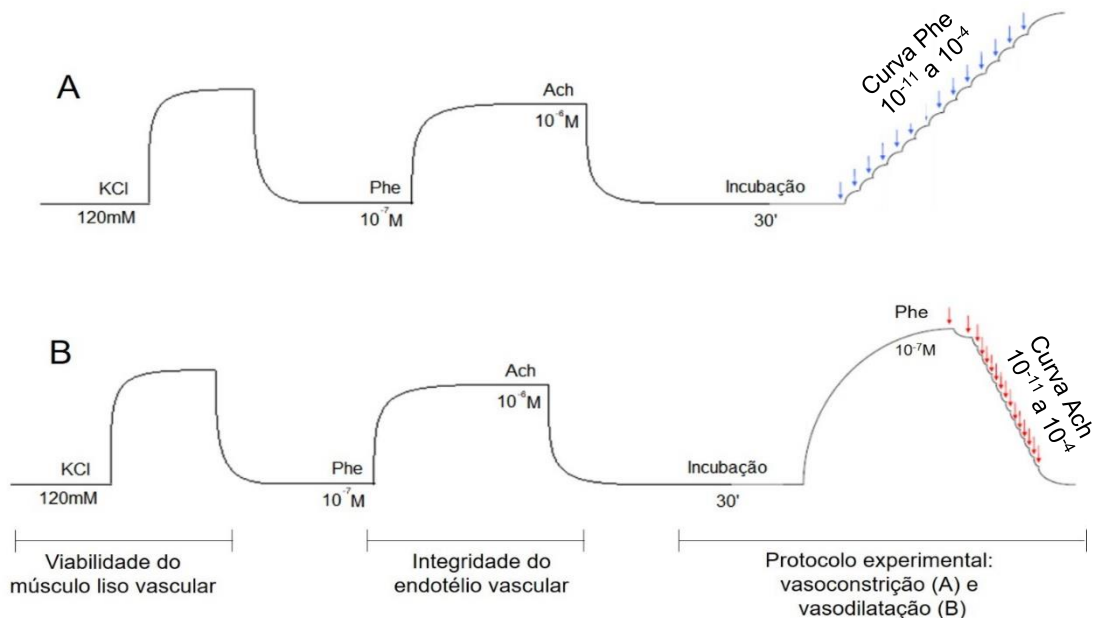 A
KCl
120mM
Phe
10⁻⁷M
Ach
10⁻⁶M
Incubação
30'
Curva Phe
10⁻¹¹ a 10⁻⁴
B
KCl
120mM
Phe
10⁻⁷M
Ach
10⁻⁶M
Incubação
30'
Phe
10⁻⁷M
Curva Ach
10⁻¹¹ a 10⁻⁴
Viabilidade do
músculo liso vascular
Integridade do
endotélio vascular
Protocolo experimental:
vasoconstrição (A) e
vasodilatação (B)